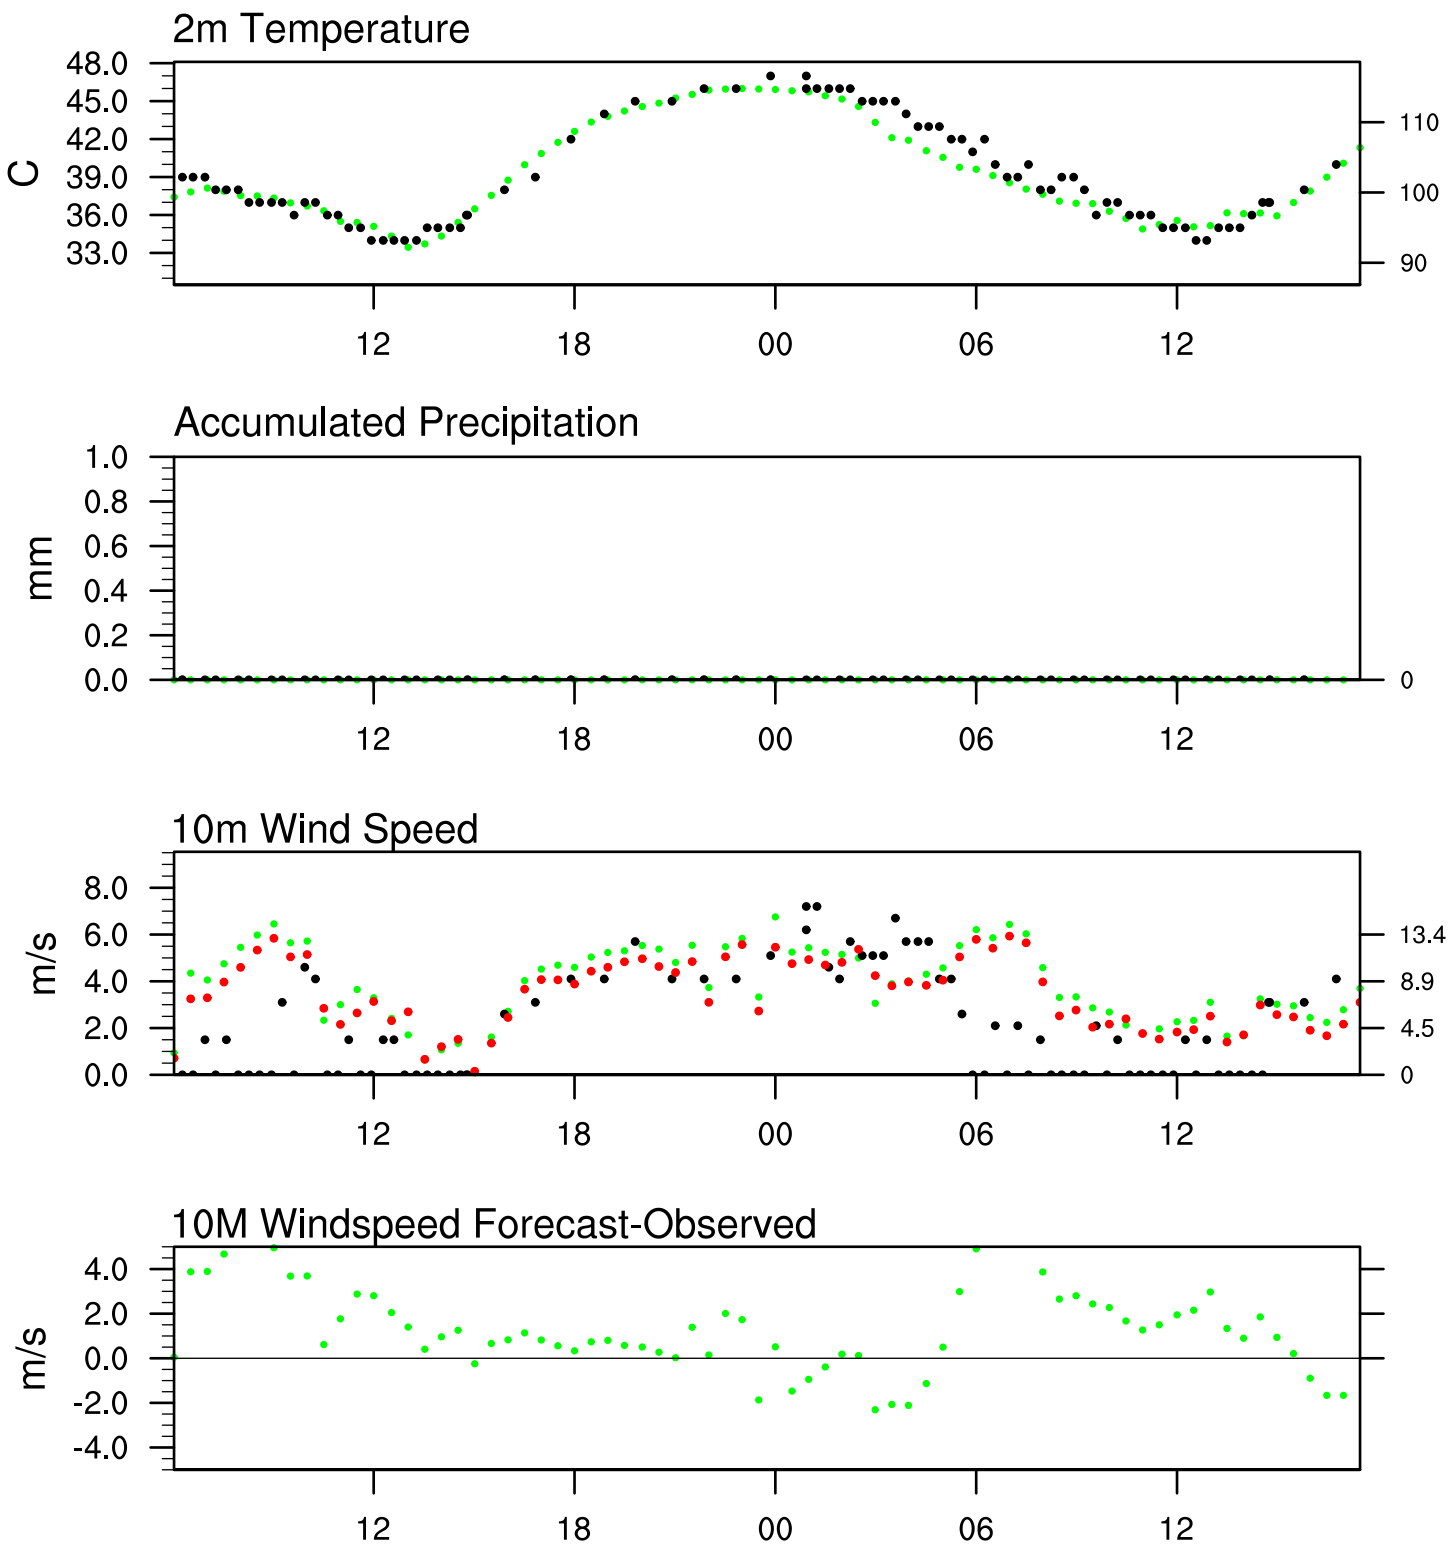 2m Temperature
48.0
45.0
42.0
39.0
36.0
33.0
C
110
100
90
12 18 00 06 12
Accumulated Precipitation
1.0
0.8
0.6
0.4
0.2
0.0
mm
0
12 18 00 06 12
10m Wind Speed
8.0
6.0
4.0
2.0
0.0
m/s
13.4
8.9
4.5
0
12 18 00 06 12
10M Windspeed Forecast-Observed
4.0
2.0
0.0
-2.0
-4.0
m/s
12 18 00 06 12